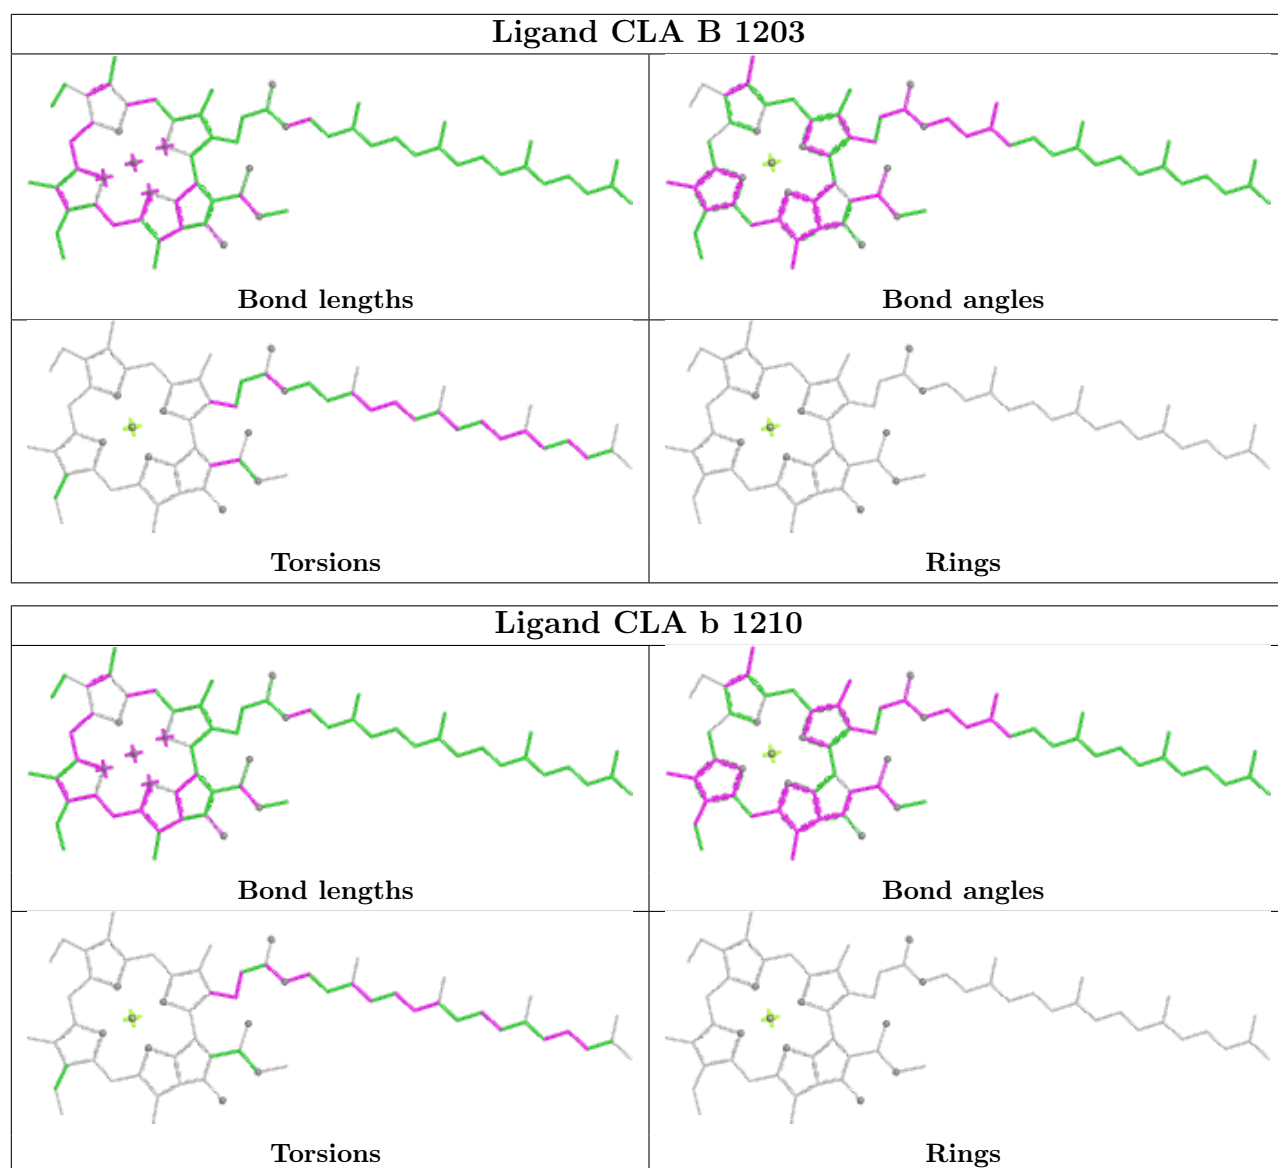 Ligand CLA B 1203
Bond lengths
Bond angles
Torsions
Rings
Ligand CLA b 1210
Bond lengths
Bond angles
Torsions
Rings